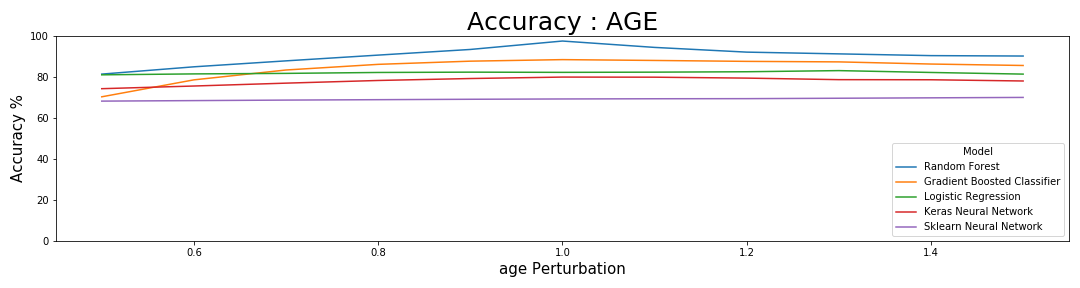 Accuracy : AGE
Accuracy %
100
80
60
40
20
0
0.6 0.8 1.0 1.2 1.4
age Perturbation
Model
Random Forest
Gradient Boosted Classifier
Logistic Regression
Keras Neural Network
Sklearn Neural Network